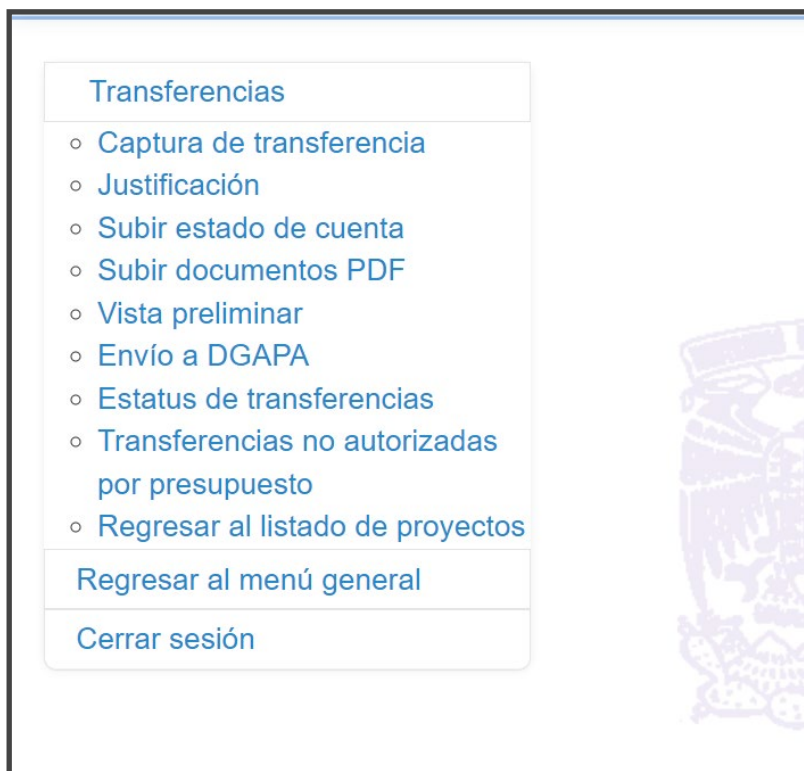 Transferencias
Captura de transferencia
Justificación
Subir estado de cuenta
Subir documentos PDF
Vista preliminar
Envío a DGAPA
Estatus de transferencias
Transferencias no autorizadas
por presupuesto
Regresar al listado de proyectos
Regresar al menú general
Cerrar sesión